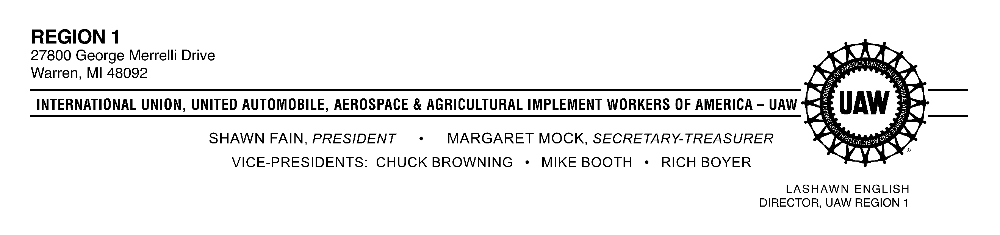 REGION 1
27800 George Merrelli Drive
Warren, MI 48092
INTERNATIONAL UNION, UNITED AUTOMOBILE, AEROSPACE & AGRICULTURAL IMPLEMENT WORKERS OF AMERICA – UAW
UNITED AUTOMOBILE AEROSPACE AND AGRICULTURAL IMPLEMENT WORKERS OF AMERICA
UAW
®
SHAWN FAIN, PRESIDENT • MARGARET MOCK, SECRETARY-TREASURER
VICE-PRESIDENTS: CHUCK BROWNING • MIKE BOOTH • RICH BOYER
LASHAWN ENGLISH
DIRECTOR, UAW REGION 1